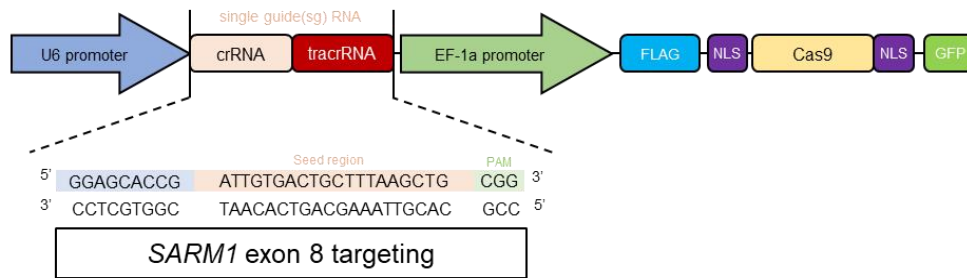 single guide(sg) RNA
U6 promoter crRNA tracrRNA EF-1a promoter FLAG NLS Cas9 NLS GFP
Seed region PAM
5' GGAGCACCG ATTGTGACTGCTTTAAGCTG CGG 3'
3' CCTCGTGGC TAACACTGACGAAATTGCAC GCC 5'
SARM1 exon 8 targeting